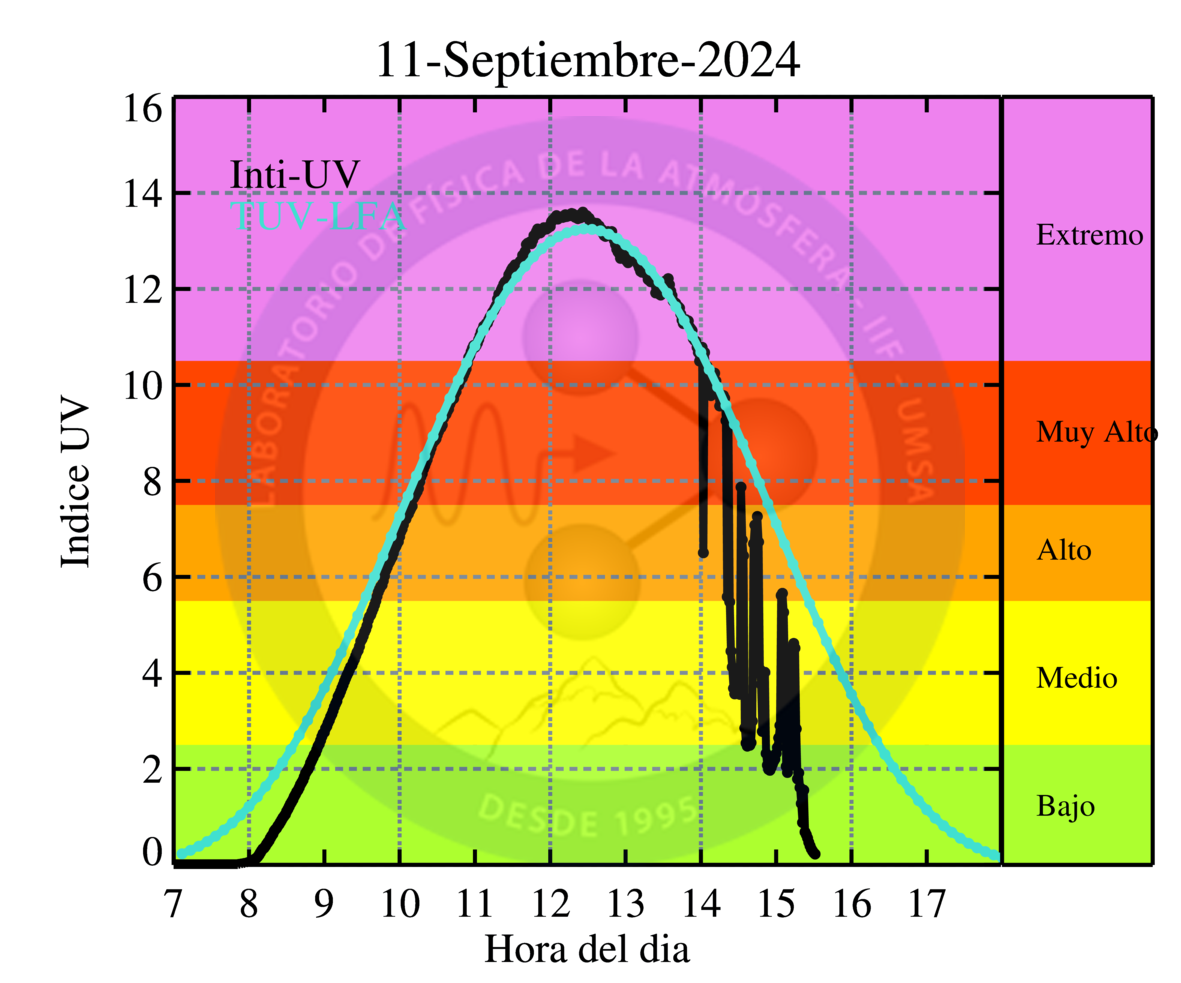 11-Septiembre-2024
16
14
12
10
8
6
4
2
0
Indice UV
Inti-UV
TUV-LFA
LABORATORIO DE FÍSICA DE LA ATMÓSFERA - IIF - UMSA
DESDE 1995
Extremo
Muy Alto
Alto
Medio
Bajo
7 8 9 10 11 12 13 14 15 16 17
Hora del dia